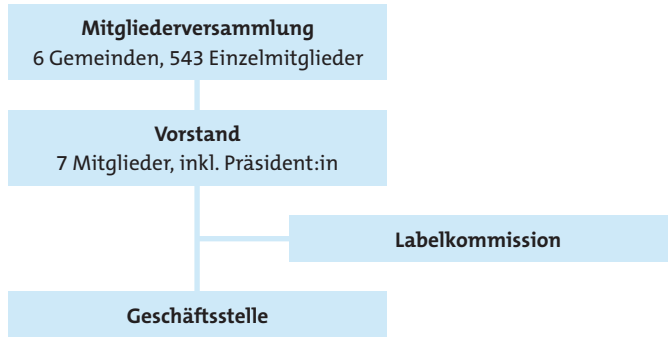 Mitgliederversammlung
6 Gemeinden, 543 Einzelmitglieder
Vorstand
7 Mitglieder, inkl. Präsident:in
Labelkommission
Geschäftsstelle